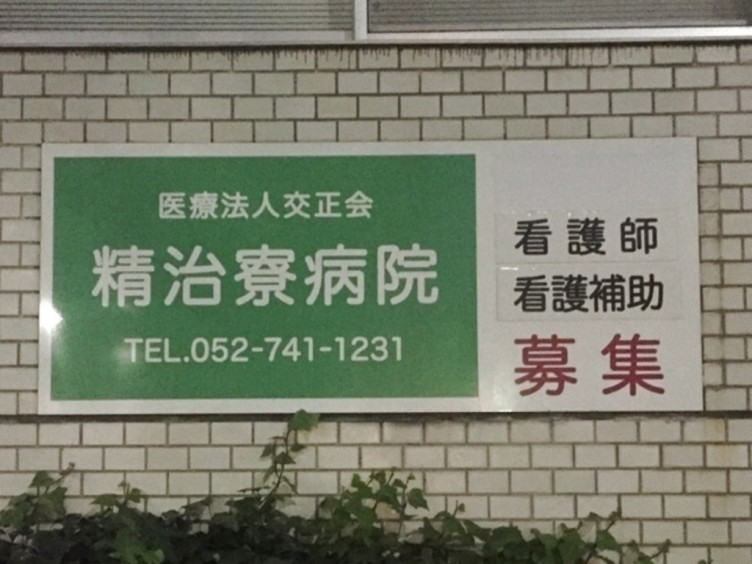 医療法人交正会
精治寮病院
TEL.052-741-1231
看護師
看護補助
募集